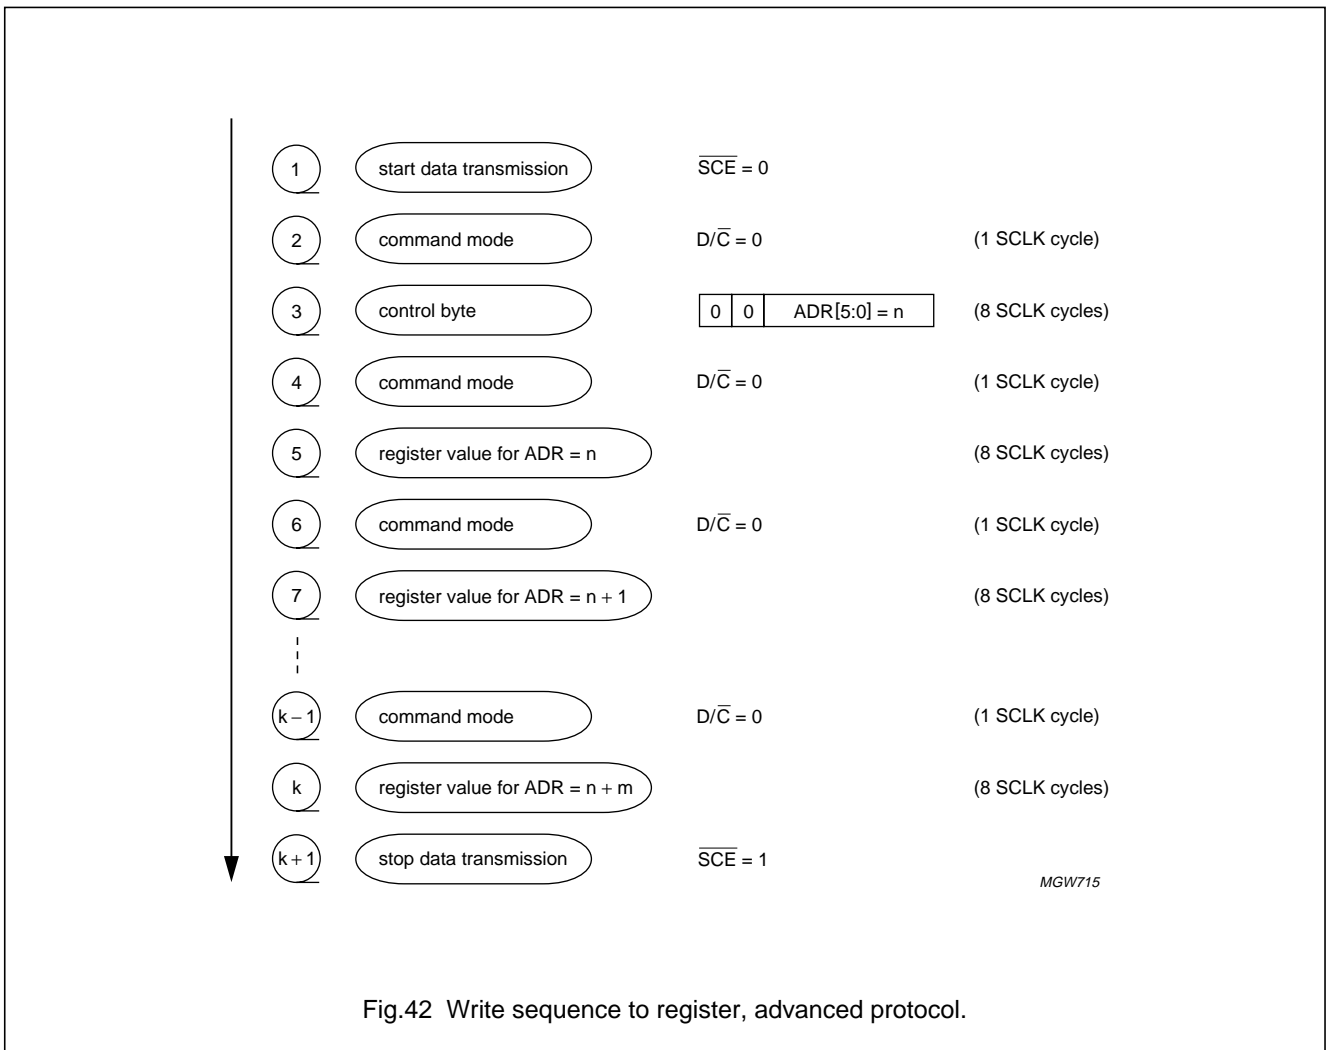 1 start data transmission S̅C̅E̅ = 0
2 command mode D/C̅ = 0 (1 SCLK cycle)
3 control byte 0 0 ADR[5:0] = n (8 SCLK cycles)
4 command mode D/C̅ = 0 (1 SCLK cycle)
5 register value for ADR = n (8 SCLK cycles)
6 command mode D/C̅ = 0 (1 SCLK cycle)
7 register value for ADR = n + 1 (8 SCLK cycles)
k − 1 command mode D/C̅ = 0 (1 SCLK cycle)
k register value for ADR = n + m (8 SCLK cycles)
k + 1 stop data transmission S̅C̅E̅ = 1
MGW715
Fig.42 Write sequence to register, advanced protocol.